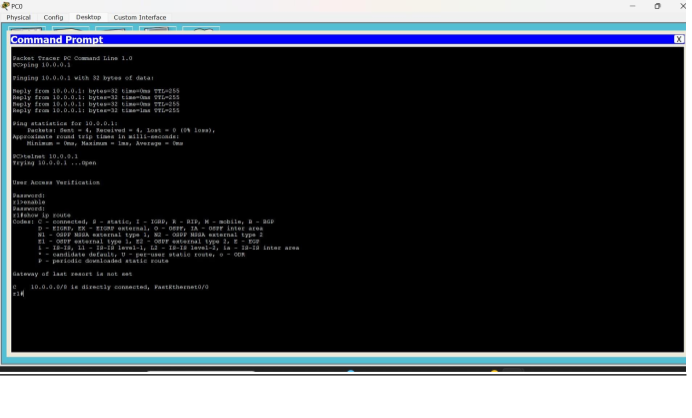 PC0
Physical Config Desktop Custom Interface
Command Prompt
X
Packet Tracer PC Command Line 1.0
PC>ping 10.0.0.1
Pinging 10.0.0.1 with 32 bytes of data:
Reply from 10.0.0.1: bytes=32 time=0ms TTL=255
Reply from 10.0.0.1: bytes=32 time=0ms TTL=255
Reply from 10.0.0.1: bytes=32 time=0ms TTL=255
Reply from 10.0.0.1: bytes=32 time=1ms TTL=255
Ping statistics for 10.0.0.1:
Packets: Sent = 4, Received = 4, Lost = 0 (0% loss),
Approximate round trip times in milli-seconds:
Minimum = 0ms, Maximum = 1ms, Average = 0ms
PC>telnet 10.0.0.1
Trying 10.0.0.1 ...Open
User Access Verification
Password:
r1>enable
Password:
r1#show ip route
Codes: C - connected, S - static, I - IGRP, R - RIP, M - mobile, B - BGP
D - EIGRP, EX - EIGRP external, O - OSPF, IA - OSPF inter area
N1 - OSPF NSSA external type 1, N2 - OSPF NSSA external type 2
E1 - OSPF external type 1, E2 - OSPF external type 2, E - EGP
i - IS-IS, L1 - IS-IS level-1, L2 - IS-IS level-2, ia - IS-IS inter area
* - candidate default, U - per-user static route, o - ODR
P - periodic downloaded static route
Gateway of last resort is not set
C 10.0.0.0/8 is directly connected, FastEthernet0/0
r1#